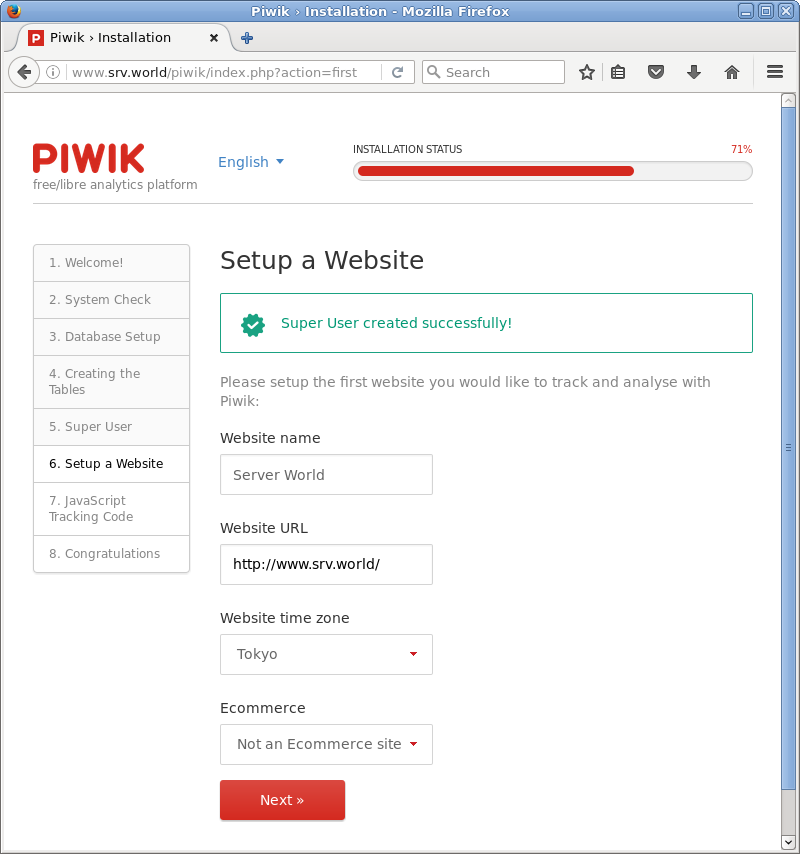 Piwik › Installation - Mozilla Firefox
Piwik › Installation
www.srv.world/piwik/index.php?action=first
Search
PIWIK
free/libre analytics platform
English
INSTALLATION STATUS
71%
1. Welcome!
2. System Check
3. Database Setup
4. Creating the
Tables
5. Super User
6. Setup a Website
7. JavaScript
Tracking Code
8. Congratulations
Setup a Website
Super User created successfully!
Please setup the first website you would like to track and analyse with
Piwik:
Website name
Server World
Website URL
http://www.srv.world/
Website time zone
Tokyo
Ecommerce
Not an Ecommerce site
Next »